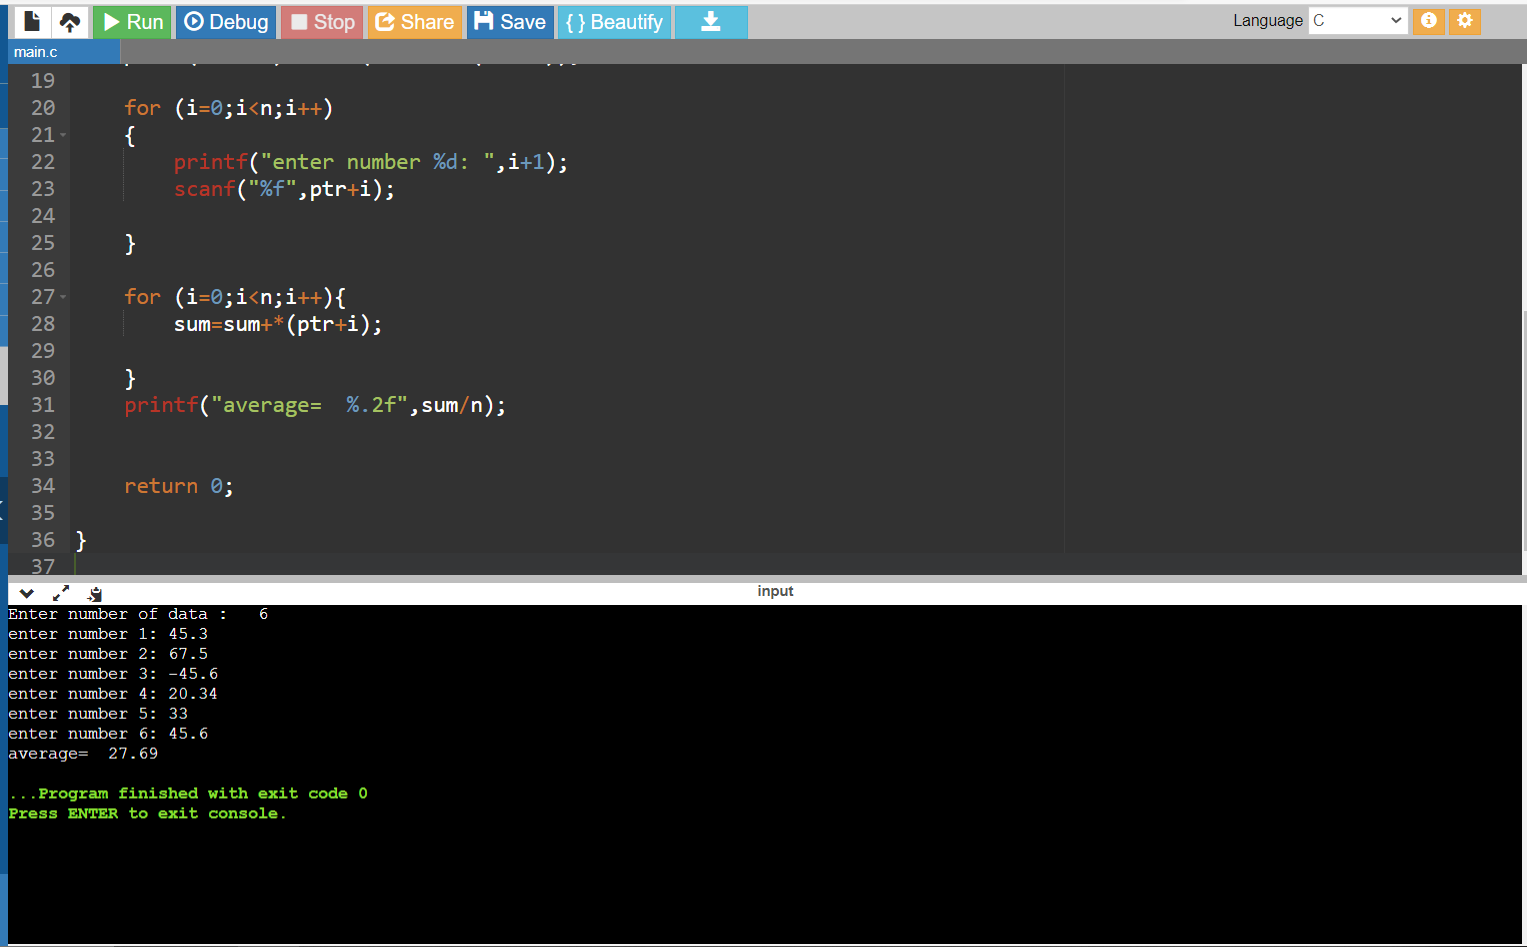 Run Debug Stop Share Save { } Beautify Language C
main.c
19
20 for (i=0;i<n;i++)
21 {
22 printf("enter number %d: ",i+1);
23 scanf("%f",ptr+i);
24
25 }
26
27 for (i=0;i<n;i++){
28 sum=sum+*(ptr+i);
29
30 }
31 printf("average=  %.2f",sum/n);
32
33
34 return 0;
35
36 }
37
input
Enter number of data :   6
enter number 1: 45.3
enter number 2: 67.5
enter number 3: -45.6
enter number 4: 20.34
enter number 5: 33
enter number 6: 45.6
average=  27.69
...Program finished with exit code 0
Press ENTER to exit console.